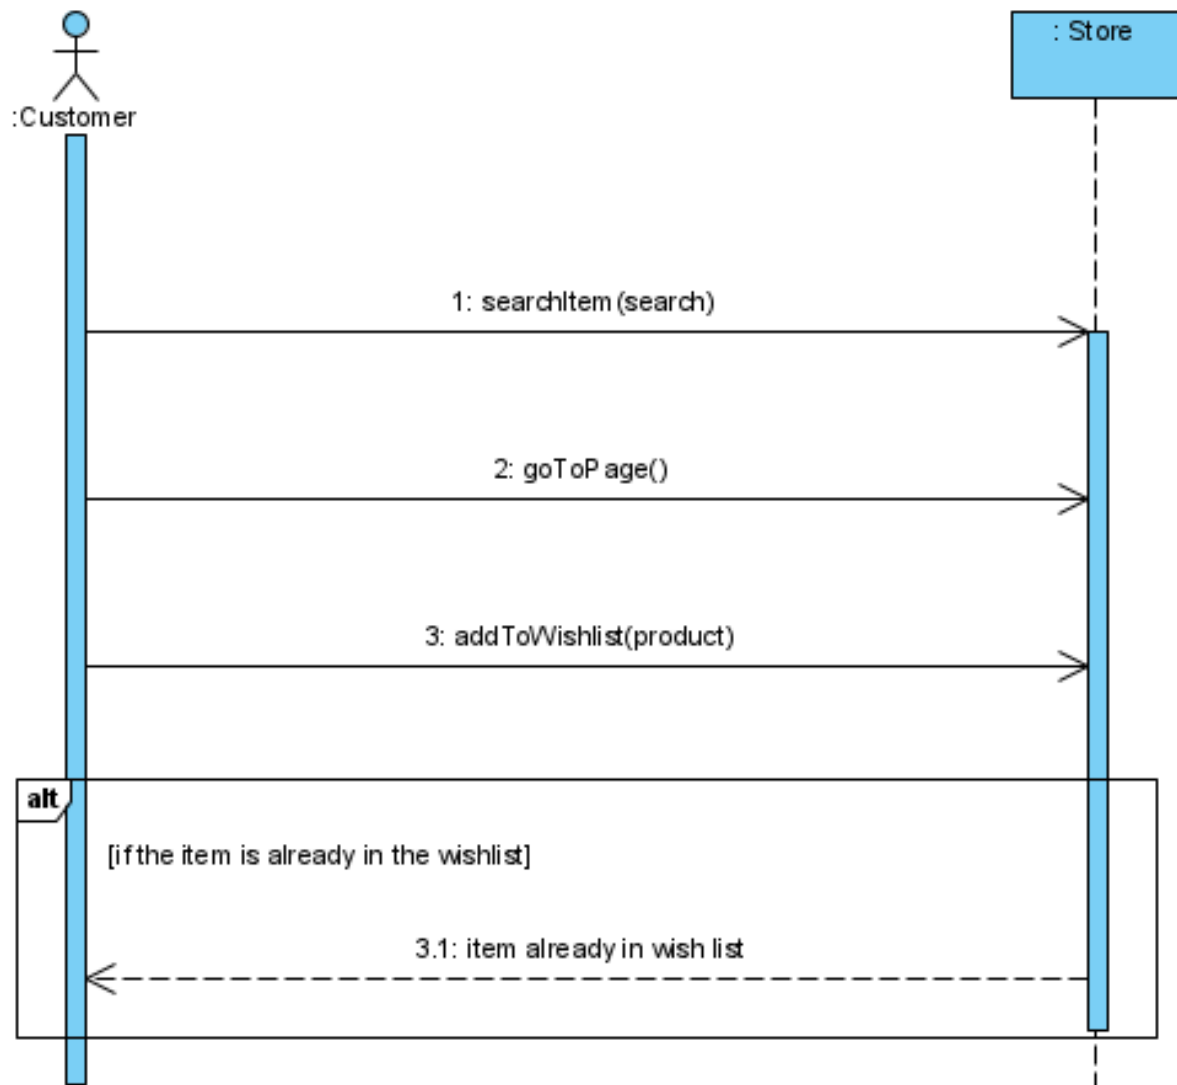 :Customer
: Store
1: searchItem(search)
2: goToPage()
3: addToWishlist(product)
alt
[if the item is already in the wishlist]
3.1: item already in wish list